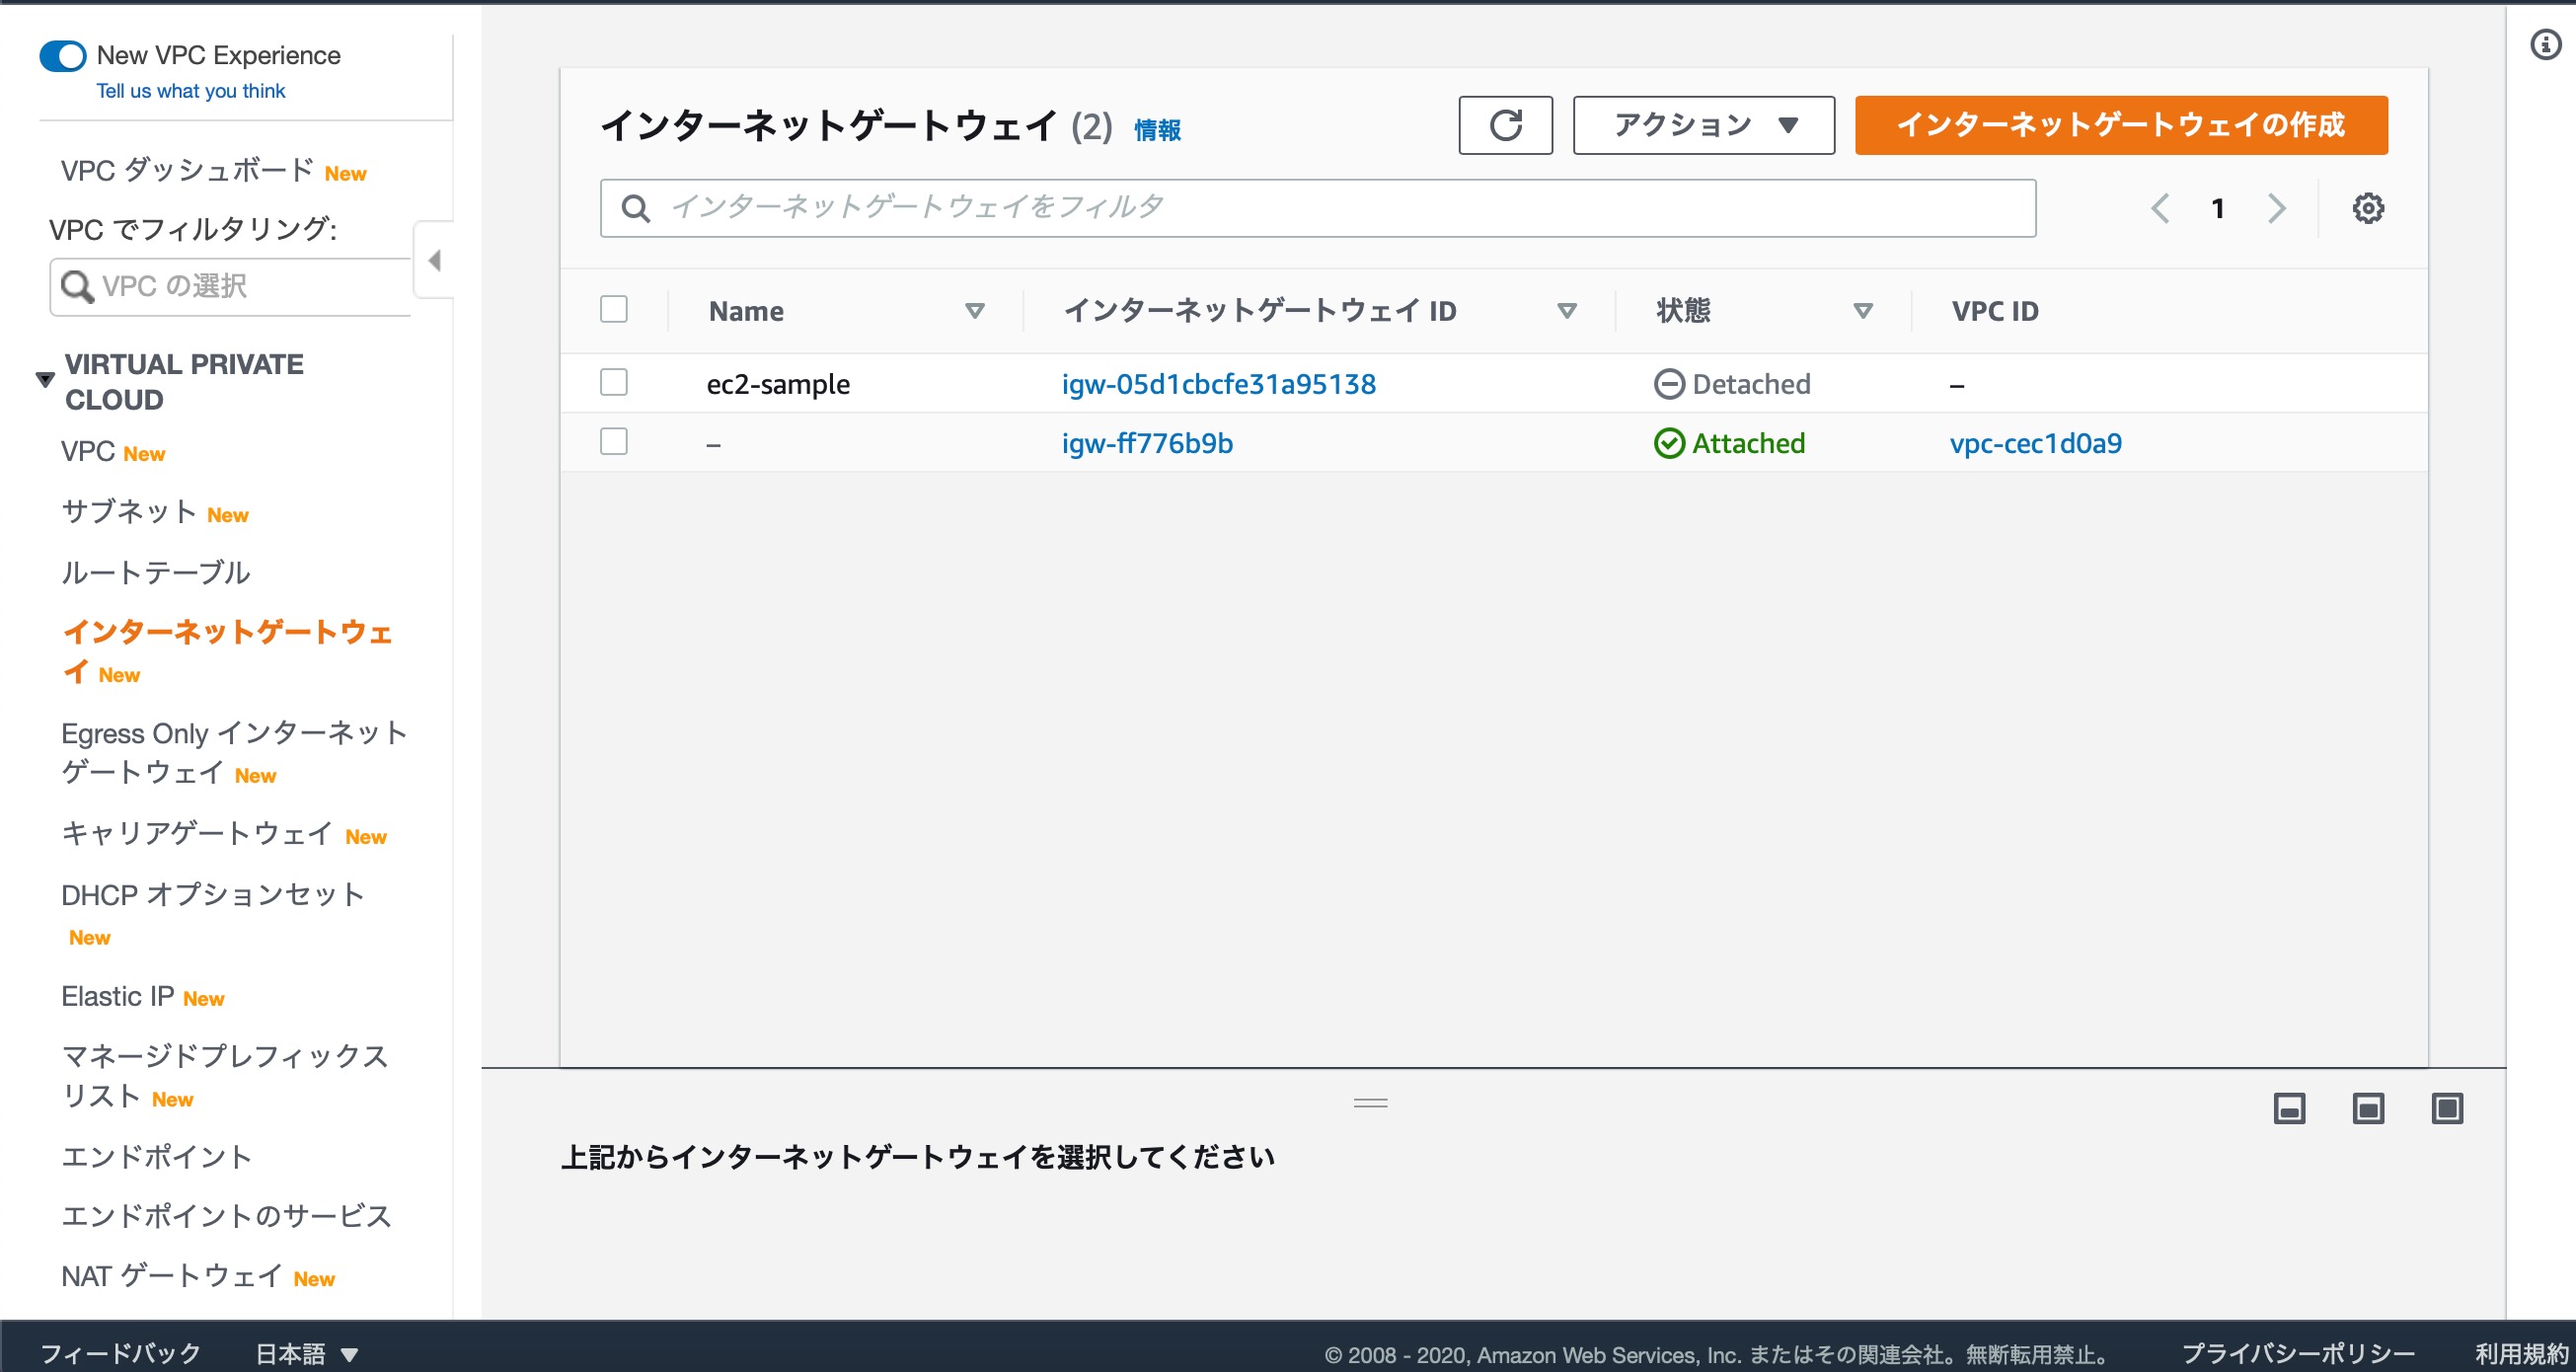 New VPC Experience
Tell us what you think
VPC ダッシュボード New
VPC でフィルタリング:
VPC の選択
VIRTUAL PRIVATE
CLOUD
VPC New
サブネット New
ルートテーブル
インターネットゲートウェ
イ New
Egress Only インターネット
ゲートウェイ New
キャリアゲートウェイ New
DHCP オプションセット
New
Elastic IP New
マネージドプレフィックス
リスト New
エンドポイント
エンドポイントのサービス
NAT ゲートウェイ New
インターネットゲートウェイ (2) 情報
アクション
インターネットゲートウェイの作成
インターネットゲートウェイをフィルタ
1
Name インターネットゲートウェイ ID 状態 VPC ID
ec2-sample igw-05d1cbcfe31a95138 Detached –
– igw-ff776b9b Attached vpc-cec1d0a9
上記からインターネットゲートウェイを選択してください
フィードバック 日本語 © 2008 - 2020, Amazon Web Services, Inc. またはその関連会社。無断転用禁止。 プライバシーポリシー 利用規約